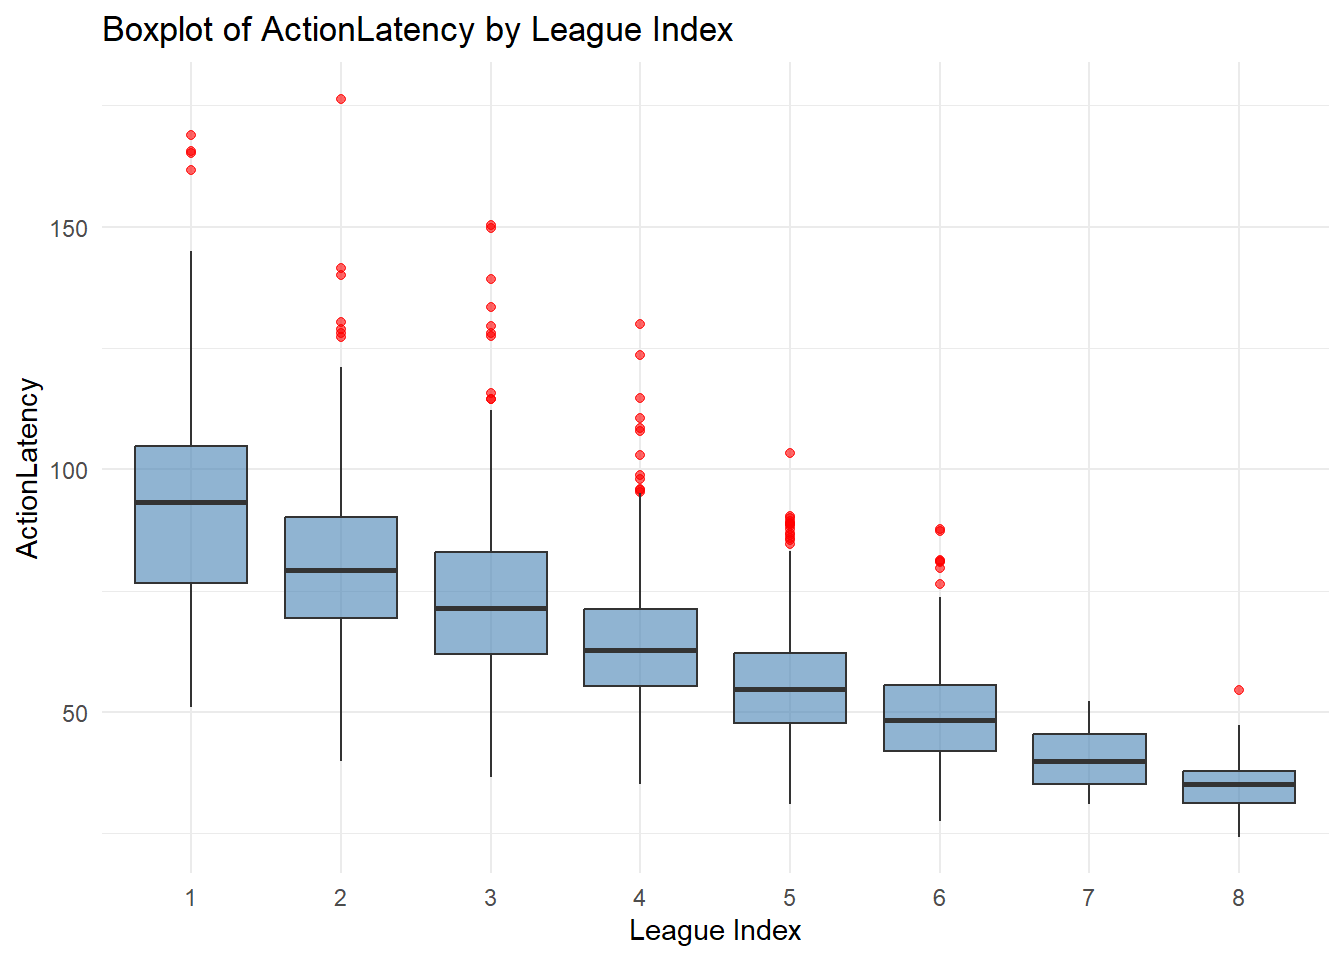 Boxplot of ActionLatency by League Index
ActionLatency
150
100
50
1 2 3 4 5 6 7 8
League Index